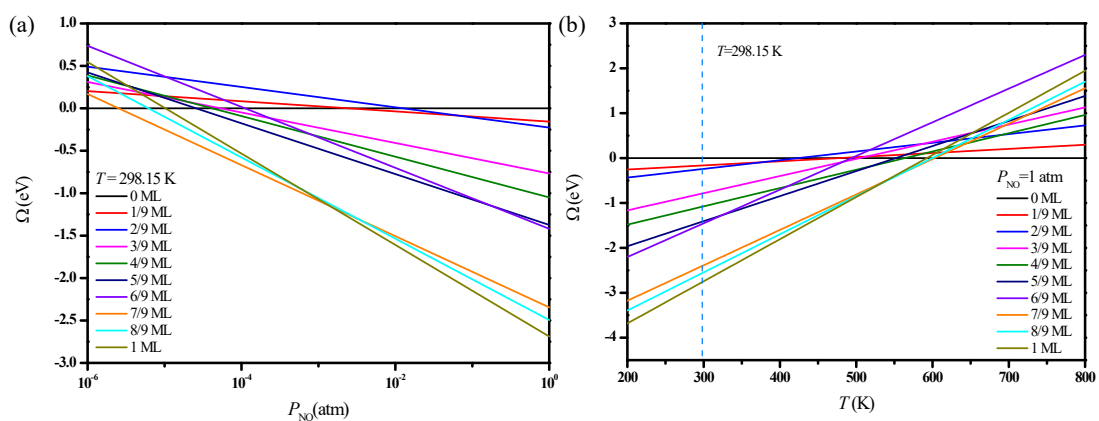 (a)
Ω (eV)
1.0
0.5
0.0
-0.5
-1.0
-1.5
-2.0
-2.5
-3.0
T = 298.15 K
0 ML
1/9 ML
2/9 ML
3/9 ML
4/9 ML
5/9 ML
6/9 ML
7/9 ML
8/9 ML
1 ML
10⁻⁶ 10⁻⁴ 10⁻² 10⁰
P_NO(atm)
(b)
Ω (eV)
3
2
1
0
-1
-2
-3
-4
T=298.15 K
P_NO=1 atm
0 ML
1/9 ML
2/9 ML
3/9 ML
4/9 ML
5/9 ML
6/9 ML
7/9 ML
8/9 ML
1 ML
200 300 400 500 600 700 800
T (K)